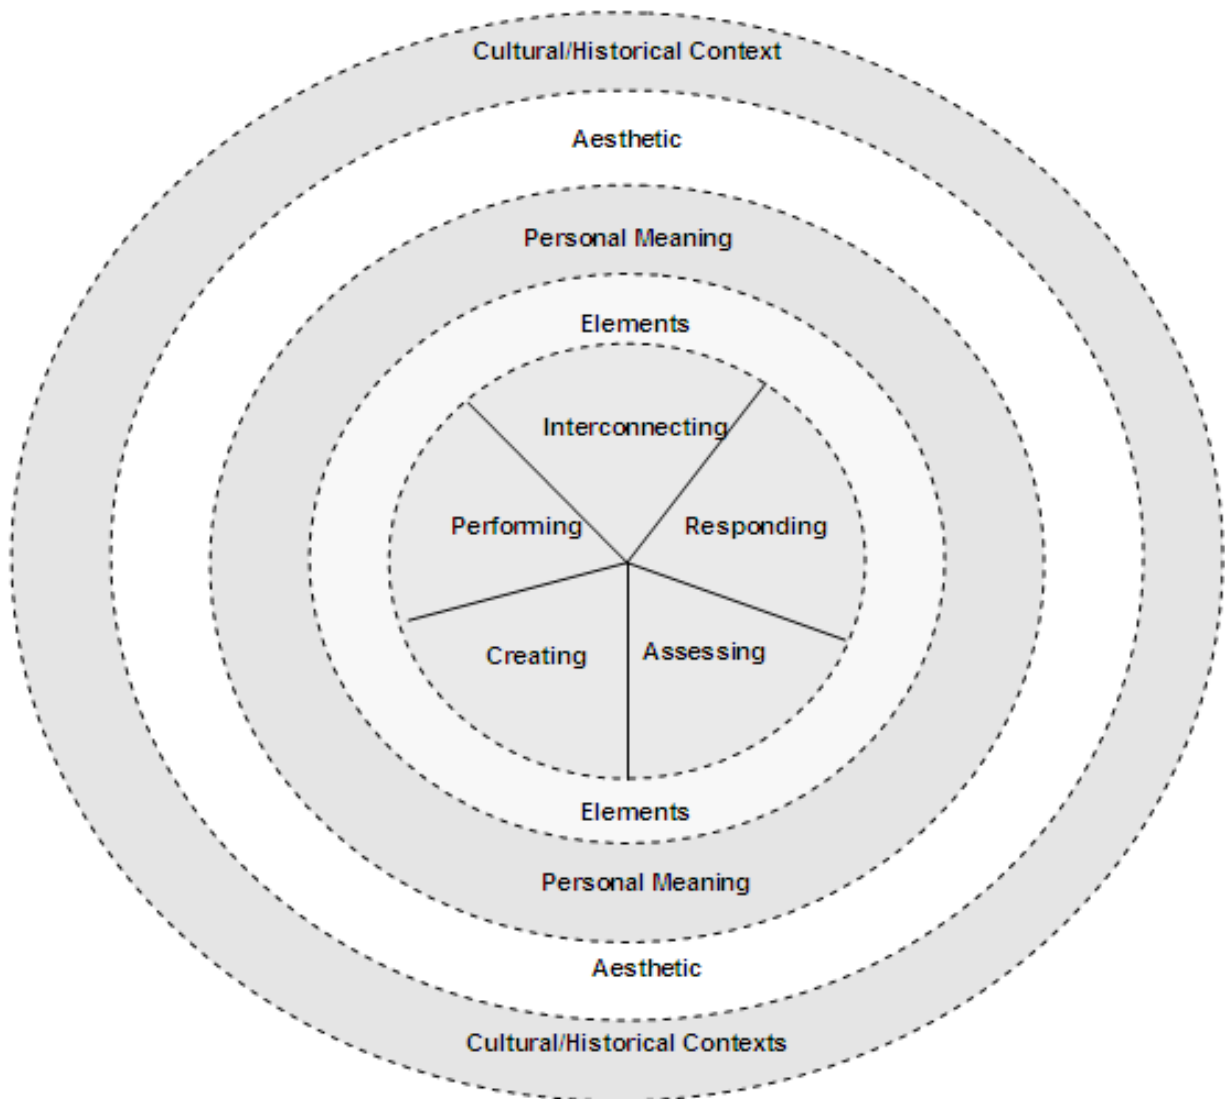 Cultural/Historical Context
Aesthetic
Personal Meaning
Elements
Interconnecting
Performing
Responding
Creating
Assessing
Elements
Personal Meaning
Aesthetic
Cultural/Historical Contexts